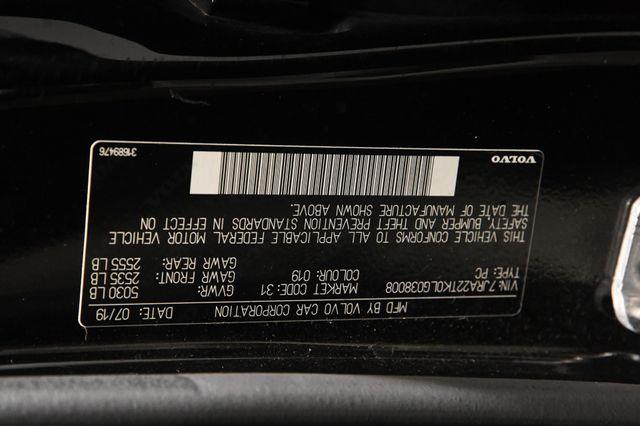 MFD BY VOLVO CAR CORPORATION DATE: 07/19
VIN: 7JRA22TK0LG038008 GVWR: 5030 LB
TYPE: PC MARKET CODE: 31 GAWR FRONT: 2535 LB
COLOUR: 019 GAWR REAR: 2555 LB
THIS VEHICLE CONFORMS TO ALL APPLICABLE FEDERAL MOTOR VEHICLE
SAFETY, BUMPER AND THEFT PREVENTION STANDARDS IN EFFECT ON
THE DATE OF MANUFACTURE SHOWN ABOVE.
VOLVO 31689476